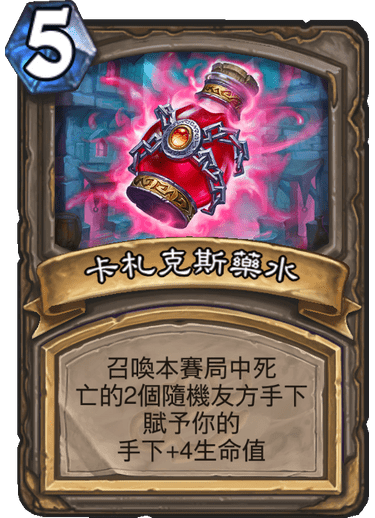 5
卡札克斯藥水
召喚本賽局中死
亡的2個隨機友方手下
賦予你的
手下+4生命值